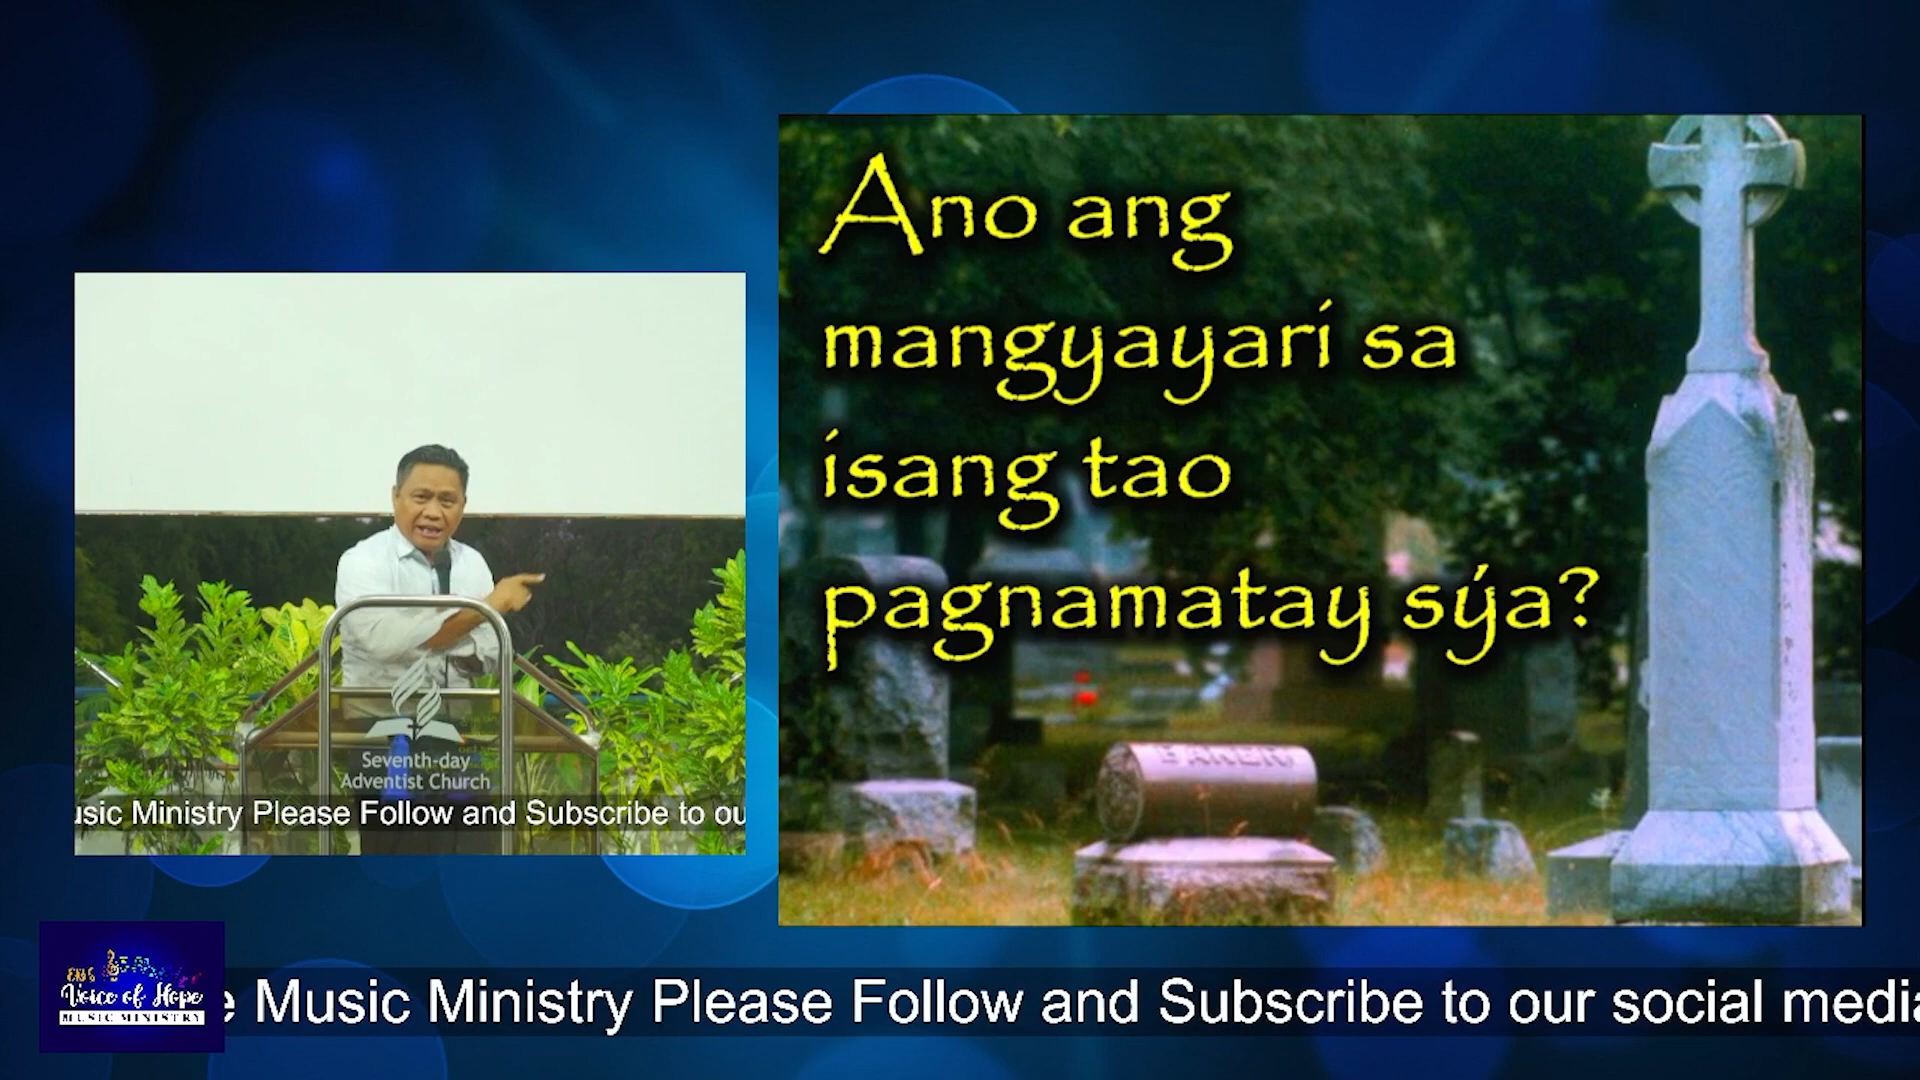 Ano ang
mangyayari sa
isang tao
pagnamatay sýa?
BAKER
Seventh-day
Adventist Church
usic Ministry Please Follow and Subscribe to ou
Voice of Hope
MUSIC MINISTRY
e Music Ministry Please Follow and Subscribe to our social media